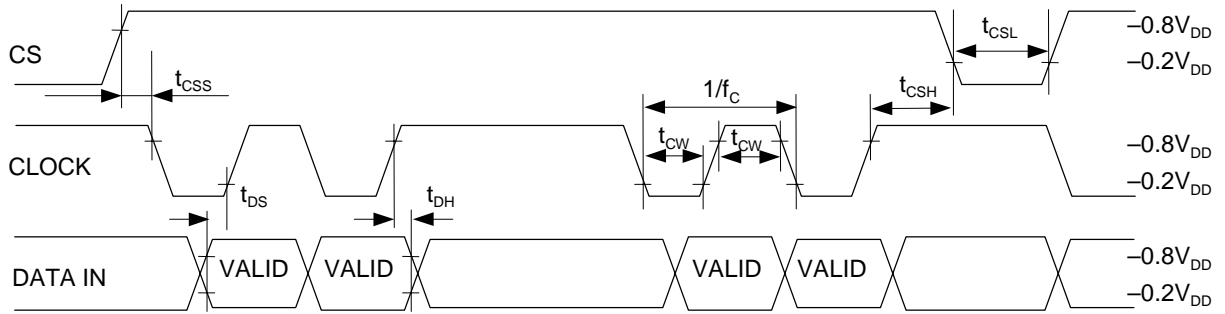 CS
t_CSS
t_CSL
–0.8V_DD
–0.2V_DD
1/f_C
t_CSH
CLOCK
t_CW
t_CW
–0.8V_DD
–0.2V_DD
t_DS
t_DH
DATA IN
VALID
VALID
VALID
VALID
–0.8V_DD
–0.2V_DD